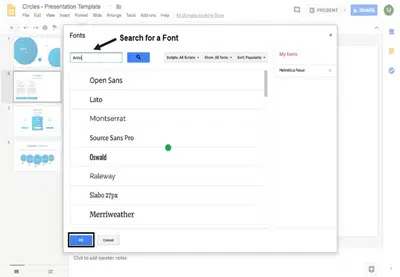 Circles - Presentation Template
File Edit View Insert Format Slide Arrange Tools Add-ons Help All changes saved in Drive
PRESENT
SHARE
M
Fonts
Search for a Font
Scripts: All Scripts
Show: All fonts
Sort: Popularity
My fonts
Helvetica Neue
Open Sans
Lato
Montserrat
Source Sans Pro
Oswald
Raleway
Slabo 27px
Merriweather
Cancel
Click to add speaker notes